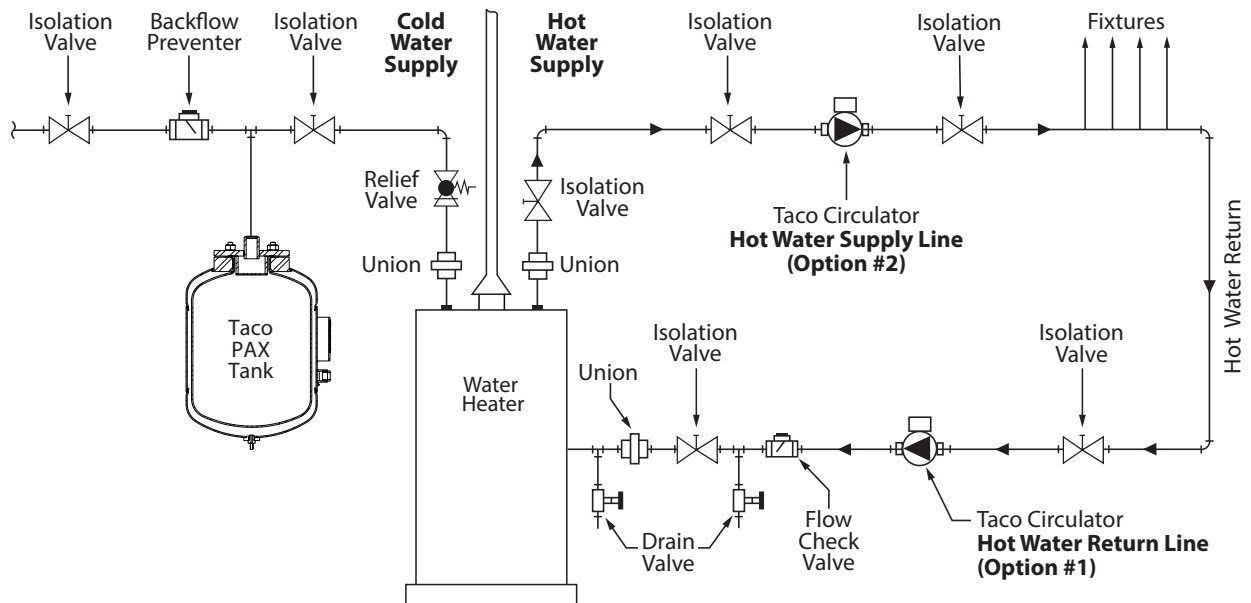 Isolation
Valve
Backflow
Preventer
Isolation
Valve
Cold
Water
Supply
Hot
Water
Supply
Isolation
Valve
Isolation
Valve
Fixtures
Relief
Valve
Isolation
Valve
Taco Circulator
Hot Water Supply Line
(Option #2)
Union
Union
Hot Water Return
Taco
PAX
Tank
Water
Heater
Union
Isolation
Valve
Isolation
Valve
Drain
Valve
Flow
Check
Valve
Taco Circulator
Hot Water Return Line
(Option #1)